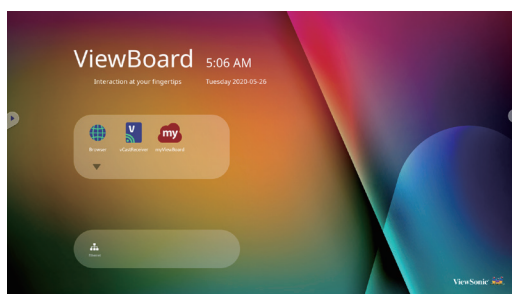 ViewBoard 5:06 AM
Interaction at your fingertips Tuesday 2020-05-26
Browser vCastReceiver myViewBoard
my
ViewSonic